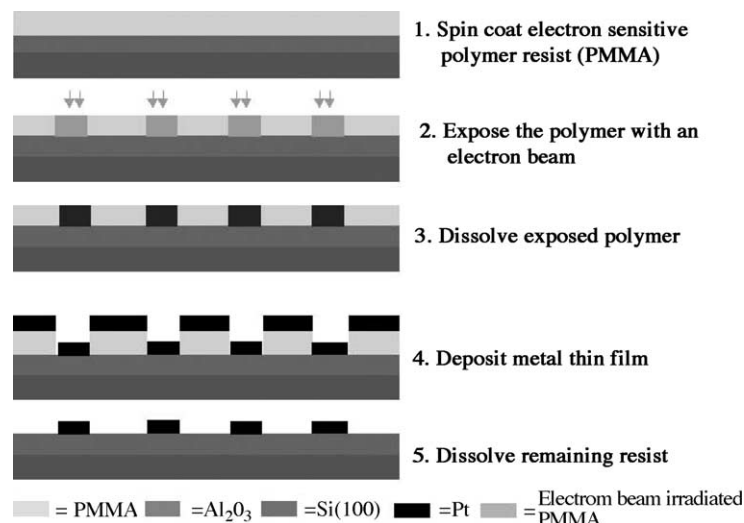 1. Spin coat electron sensitive
polymer resist (PMMA)
2. Expose the polymer with an
electron beam
3. Dissolve exposed polymer
4. Deposit metal thin film
5. Dissolve remaining resist
= PMMA =Al₂0₃ =Si(100) =Pt = Electrom beam irradiated
PMMA